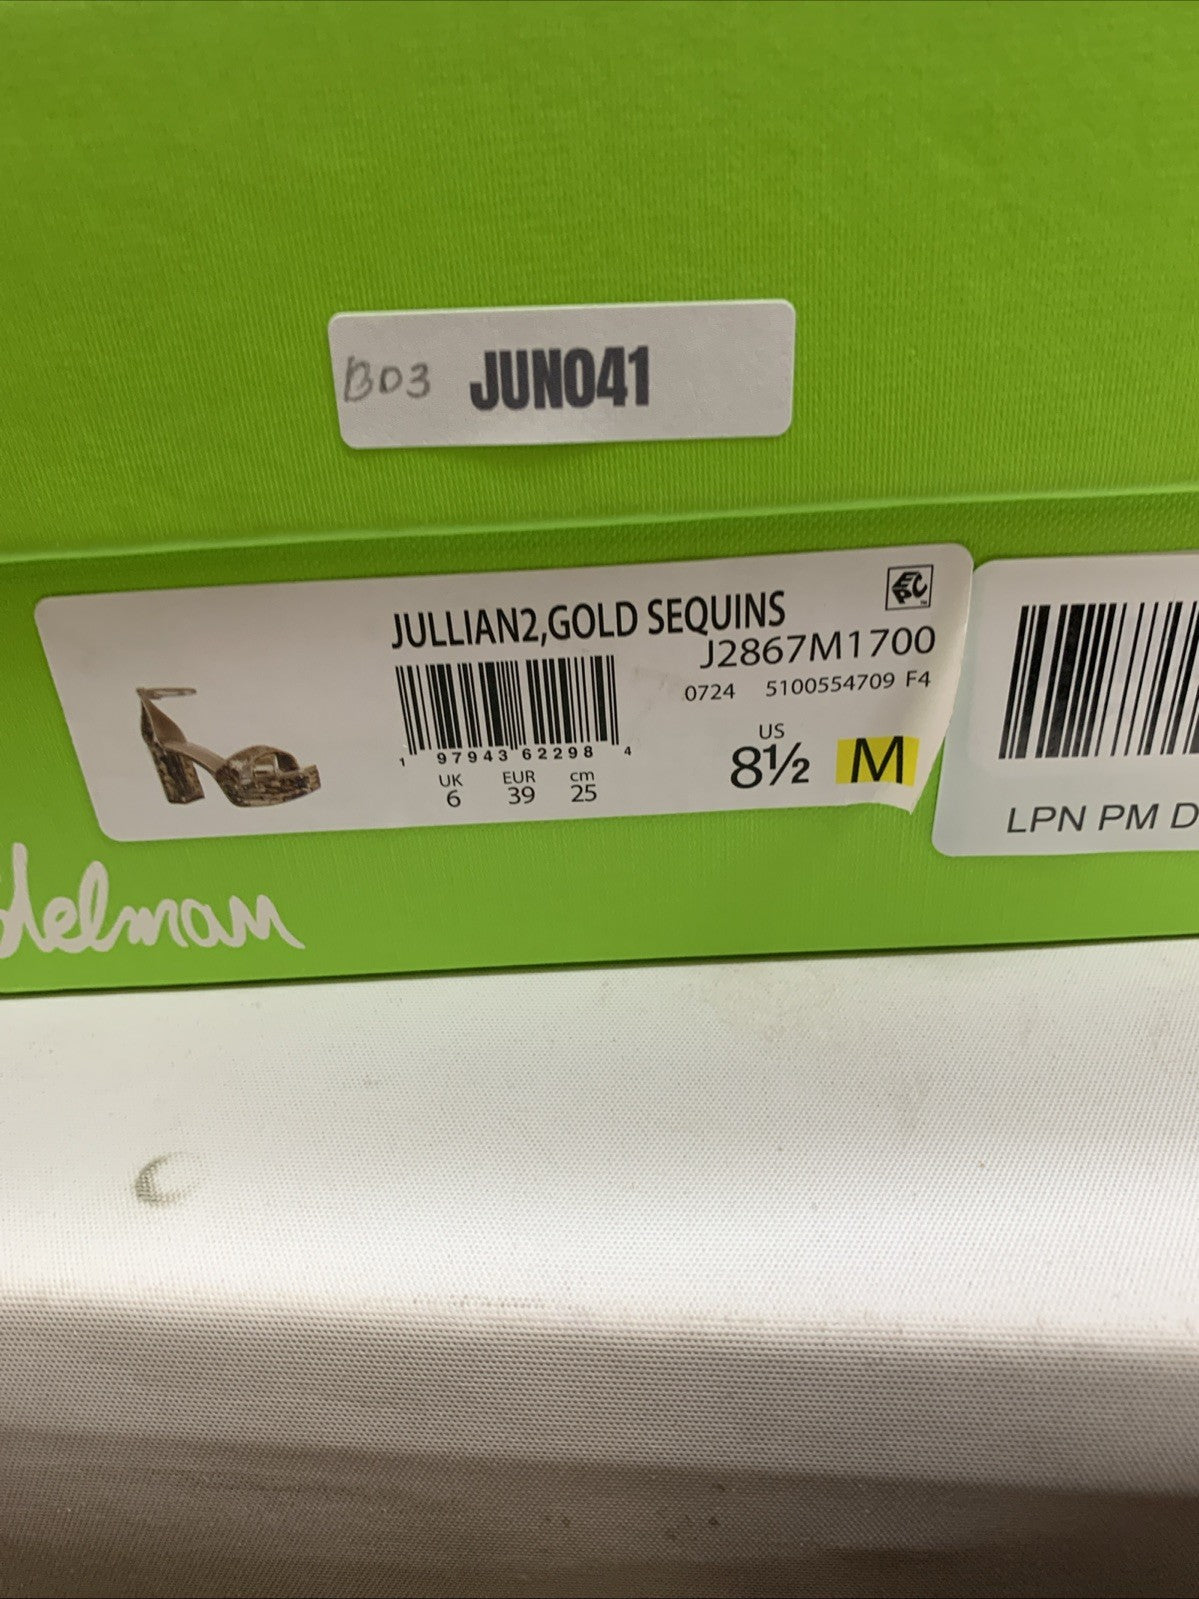 B03 JUN041
JULLIAN2,GOLD SEQUINS
J2867M1700
0724 5100554709 F4
1 97943 62298 4
UK EUR cm
6 39 25
US
8½ M
LPN PM D
delman